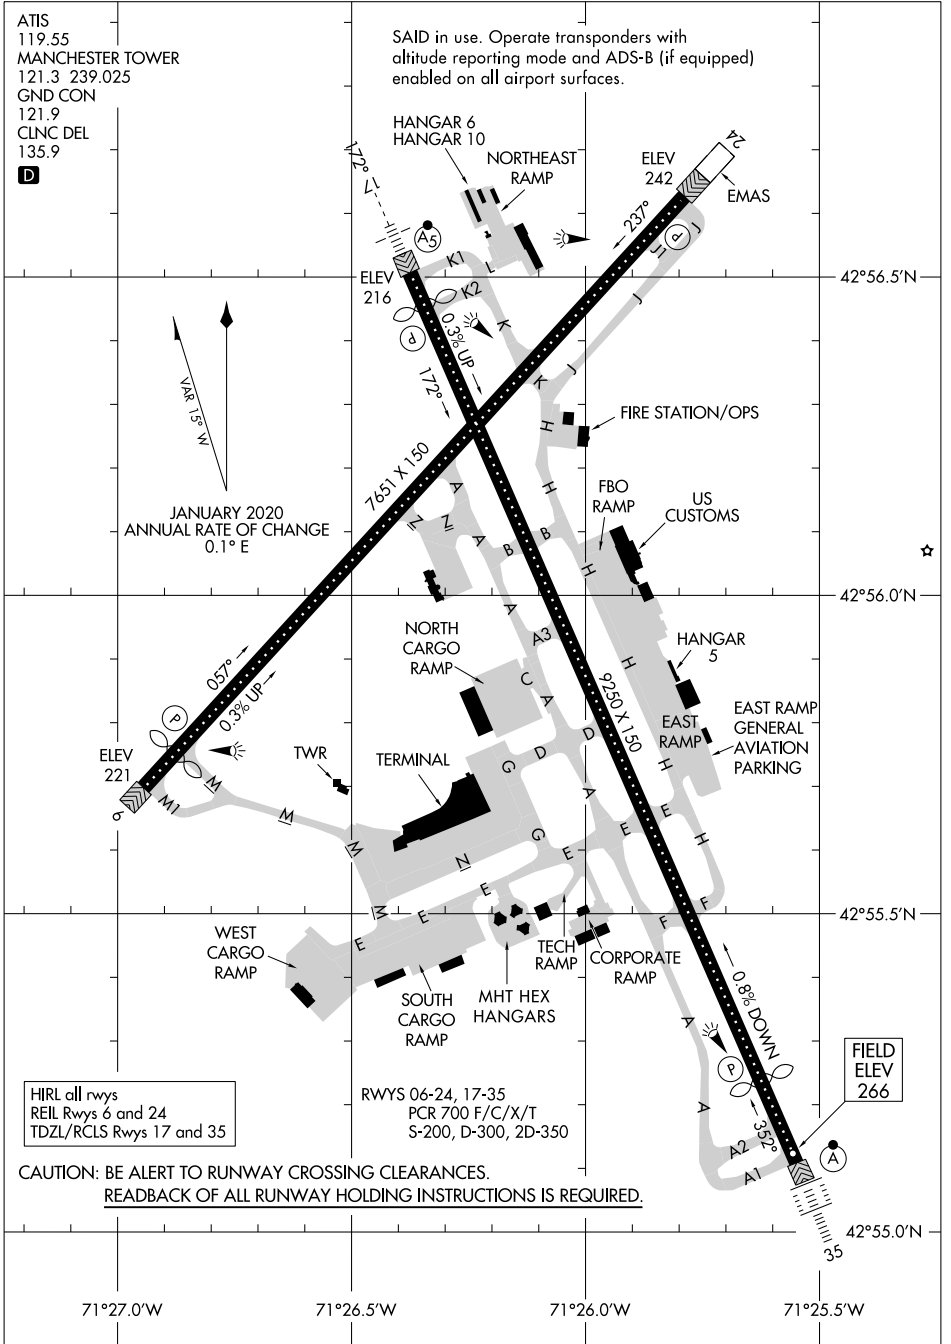 ATIS
119.55
MANCHESTER TOWER
121.3 239.025
GND CON
121.9
CLNC DEL
135.9
D
SAID in use. Operate transponders with
altitude reporting mode and ADS-B (if equipped)
enabled on all airport surfaces.
HANGAR 6
HANGAR 10
NORTHEAST
RAMP
ELEV
242
24
EMAS
172°
17
A5
237°
J
U1
P
K1
L
ELEV
216
K2
42°56.5'N
J
P
0.3% UP
K
172°
J
K
VAR 15° W
H
FIRE STATION/OPS
7651 X 150
A
H
FBO
RAMP
US
CUSTOMS
JANUARY 2020
ANNUAL RATE OF CHANGE
0.1° E
N
N
A
B
B
H
42°56.0'N
A
NORTH
CARGO
RAMP
A3
H
HANGAR
5
057°
0.3% UP
C
A
9250 X 150
P
EAST
RAMP
EAST RAMP
GENERAL
AVIATION
PARKING
D
D
ELEV
221
TWR
TERMINAL
G
H
6
M1
M
M
A
E
M
N
G
E
E
H
E
M
E
E
F
F
42°55.5'N
WEST
CARGO
RAMP
SOUTH
CARGO
RAMP
MHT HEX
HANGARS
TECH
RAMP
CORPORATE
RAMP
A
0.8% DOWN
P
FIELD
ELEV
266
HIRL all rwys
REIL Rwys 6 and 24
TDZL/RCLS Rwys 17 and 35
RWYS 06-24, 17-35
PCR 700 F/C/X/T
S-200, D-300, 2D-350
A
352°
A2
A1
A
CAUTION: BE ALERT TO RUNWAY CROSSING CLEARANCES.
READBACK OF ALL RUNWAY HOLDING INSTRUCTIONS IS REQUIRED.
42°55.0'N
35
71°27.0'W
71°26.5'W
71°26.0'W
71°25.5'W